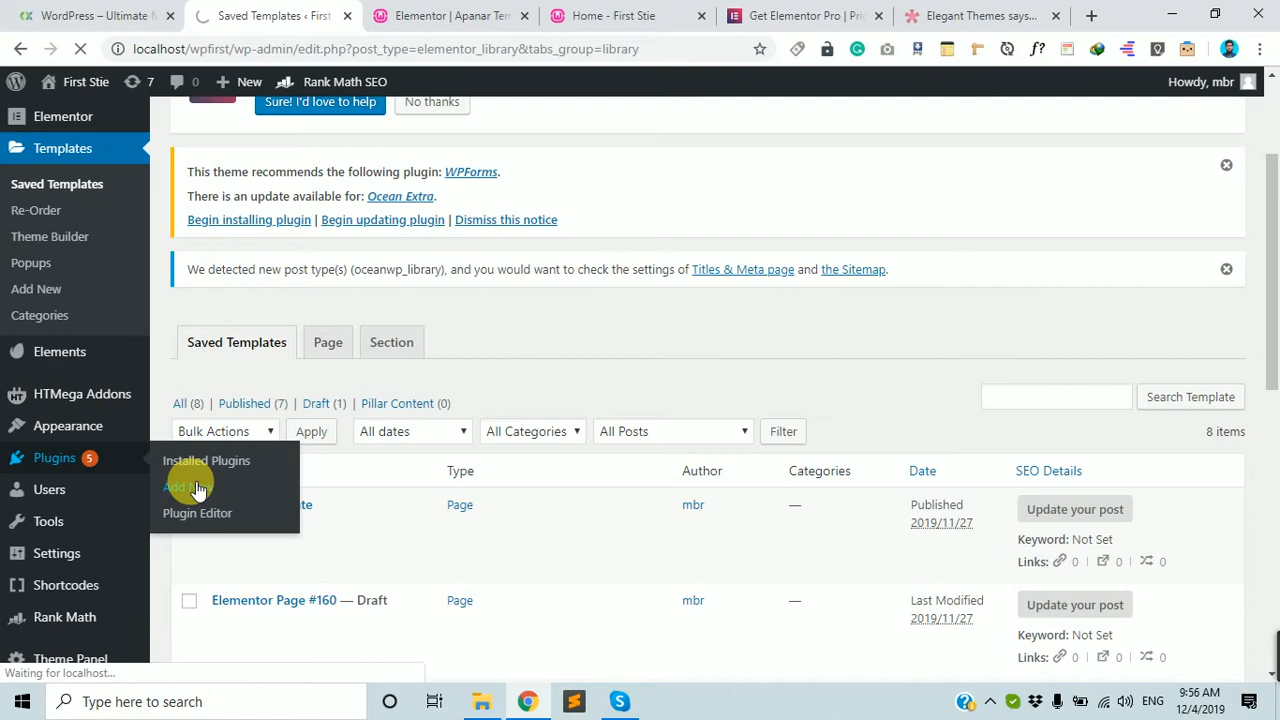 WordPress – Ultimate M
Saved Templates ‹ First
Elementor | Apanar Tem
Home - First Stie
Get Elementor Pro | Pric
Elegant Themes says...
localhost/wpfirst/wp-admin/edit.php?post_type=elementor_library&tabs_group=library
First Stie 7 0 New Rank Math SEO Howdy, mbr
Elementor
Templates
Saved Templates
Re-Order
Theme Builder
Popups
Add New
Categories
Elements
HTMega Addons
Appearance
Plugins 5
Installed Plugins
Plugin Editor
Users
Tools
Settings
Shortcodes
Rank Math
Theme Panel
Waiting for localhost...
Sure! I'd love to help No thanks
This theme recommends the following plugin: WPForms.
There is an update available for: Ocean Extra.
Begin installing plugin | Begin updating plugin | Dismiss this notice
We detected new post type(s) (oceanwp_library), and you would want to check the settings of Titles & Meta page and the Sitemap.
Saved Templates Page Section
All (8) | Published (7) | Draft (1) | Pillar Content (0)
Search Template
Bulk Actions Apply All dates All Categories All Posts Filter 8 items
Type Author Categories Date SEO Details
Page mbr — Published Update your post
2019/11/27
Keyword: Not Set
Links: 0 | 0 | 0
Elementor Page #160 — Draft Page mbr — Last Modified Update your post
2019/11/27
Keyword: Not Set
Links: 0 | 0 | 0
Type here to search
ENG
9:56 AM
12/4/2019